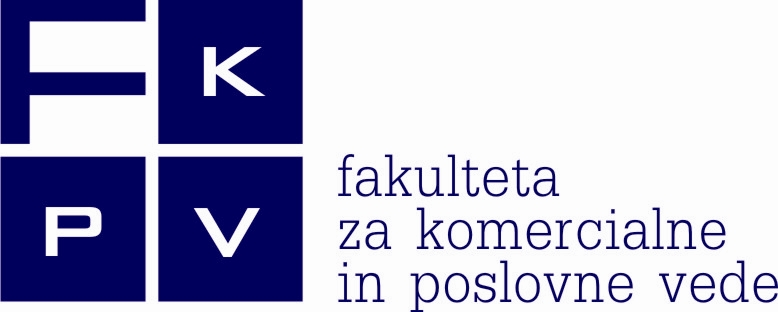 F K
P V
fakulteta
za komercialne
in poslovne vede